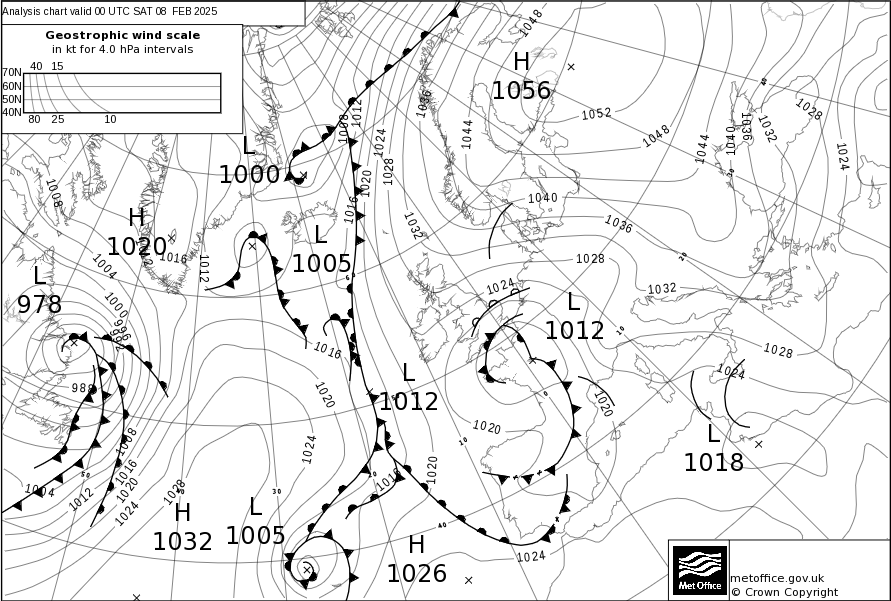 Analysis chart valid 00 UTC SAT 08 FEB 2025
Geostrophic wind scale
in kt for 4.0 hPa intervals
40 15
70N
60N
50N
40N
80 25 10
H
1056
1048
1052
1048
1044
1044
1036
1040
1036
1032
1028
1024
1008
1012
1024
1028
1020
1016
1032
L
1000
L
1005
1008
H
1020
1016
1012
1012
L
978
1004
1000
996
992
988
1040
1036
1028
1032
1024
L
1012
1028
1024
1020
L
1018
1016
1020
L
1012
1020
1024
1020
1016
1004
1008
1016
1020
1012
1024
1028
H
1032
L
1005
H
1026
1024
Met Office
metoffice.gov.uk
© Crown Copyright